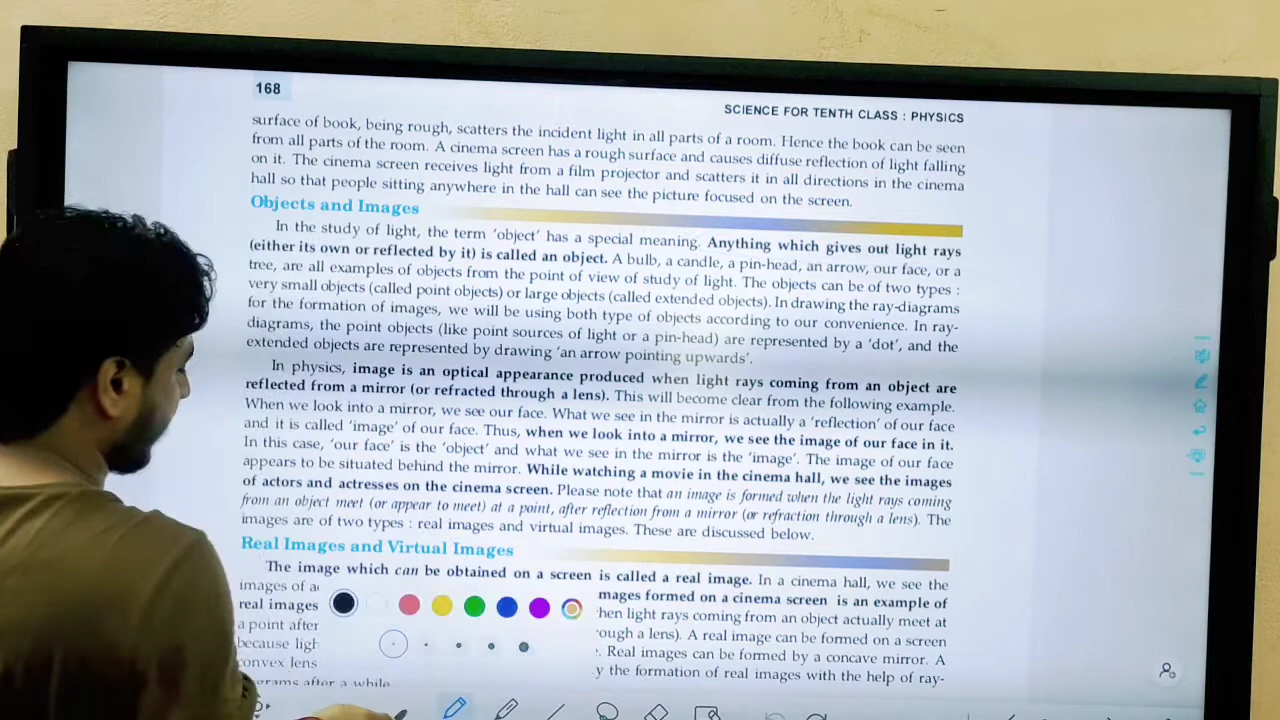 168
SCIENCE FOR TENTH CLASS : PHYSICS
surface of book, being rough, scatters the incident light in all parts of a room. Hence the book can be seen
from all parts of the room. A cinema screen has a rough surface and causes diffuse reflection of light falling
on it. The cinema screen receives light from a film projector and scatters it in all directions in the cinema
hall so that people sitting anywhere in the hall can see the picture focused on the screen.
Objects and Images
In the study of light, the term 'object' has a special meaning. Anything which gives out light rays
(either its own or reflected by it) is called an object. A bulb, a candle, a pin-head, an arrow, our face, or a
tree, are all examples of objects from the point of view of study of light. The objects can be of two types :
very small objects (called point objects) or large objects (called extended objects). In drawing the ray-diagrams
for the formation of images, we will be using both type of objects according to our convenience. In ray-
diagrams, the point objects (like point sources of light or a pin-head) are represented by a 'dot', and the
extended objects are represented by drawing 'an arrow pointing upwards'.
In physics, image is an optical appearance produced when light rays coming from an object are
reflected from a mirror (or refracted through a lens). This will become clear from the following example.
When we look into a mirror, we see our face. What we see in the mirror is actually a 'reflection' of our face
and it is called 'image' of our face. Thus, when we look into a mirror, we see the image of our face in it.
In this case, 'our face' is the 'object' and what we see in the mirror is the 'image'. The image of our face
appears to be situated behind the mirror. While watching a movie in the cinema hall, we see the images
of actors and actresses on the cinema screen. Please note that an image is formed when the light rays coming
from an object meet (or appear to meet) at a point, after reflection from a mirror (or refraction through a lens). The
images are of two types : real images and virtual images. These are discussed below.
Real Images and Virtual Images
The image which can be obtained on a screen is called a real image. In a cinema hall, we see the
images of mages formed on a cinema screen is an example of
real images hen light rays coming from an object actually meet at
a point after ough a lens). A real image can be formed on a screen
because . Real images can be formed by a concave mirror. A
convex lens y the formation of real images with the help of ray-
grams after a while